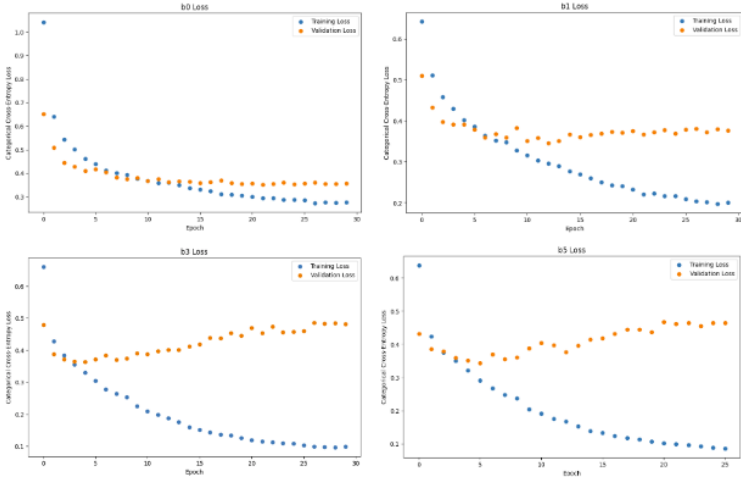 b0 Loss
Training Loss
Validation Loss
1.0
0.9
0.8
0.7
0.6
0.5
0.4
0.3
Categorical Cross Entropy Loss
0
5
10
15
20
25
30
Epoch
b1 Loss
Training Loss
Validation Loss
0.6
0.5
0.4
0.3
0.2
Categorical Cross Entropy Loss
0
5
10
15
20
25
30
Epoch
b3 Loss
Training Loss
Validation Loss
0.6
0.5
0.4
0.3
0.2
0.1
Categorical Cross Entropy Loss
0
5
10
15
20
25
30
Epoch
b5 Loss
Training Loss
Validation Loss
0.6
0.5
0.4
0.3
0.2
0.1
Categorical Cross Entropy Loss
0
5
10
15
20
25
Epoch